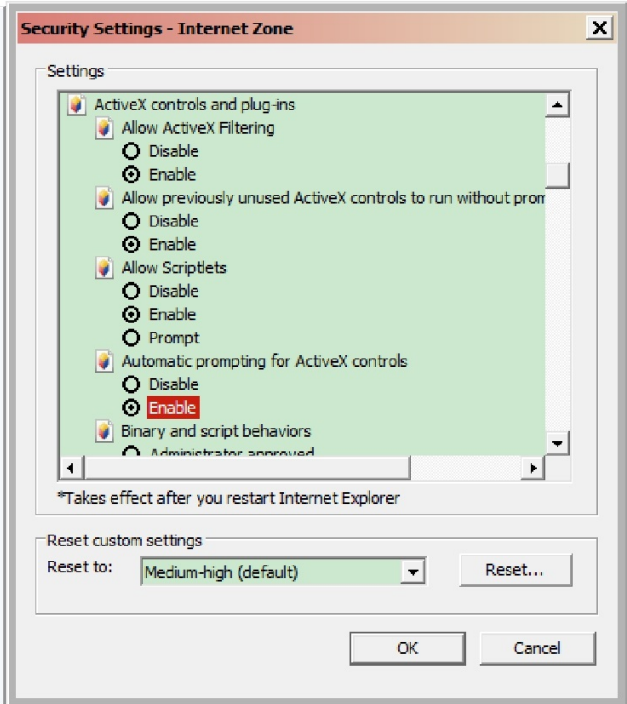 Security Settings - Internet Zone
Settings
ActiveX controls and plug-ins
Allow ActiveX Filtering
Disable
Enable
Allow previously unused ActiveX controls to run without prom
Disable
Enable
Allow Scriptlets
Disable
Enable
Prompt
Automatic prompting for ActiveX controls
Disable
Enable
Binary and script behaviors
Administrator approved
*Takes effect after you restart Internet Explorer
Reset custom settings
Reset to:
Medium-high (default)
Reset...
OK
Cancel